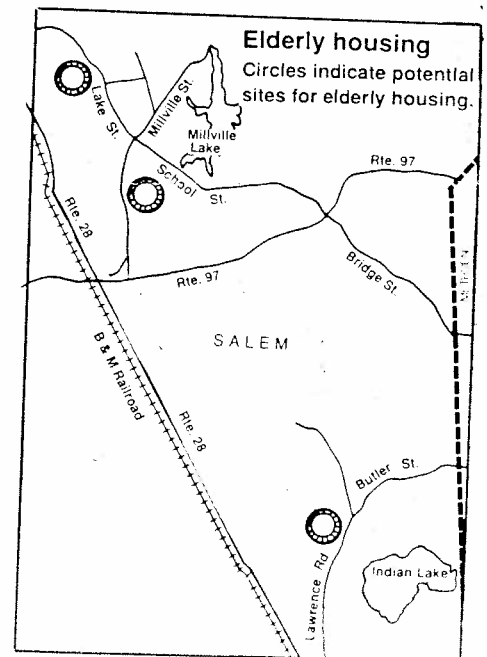 Elderly housing
Circles indicate potential
sites for elderly housing.
Lake St.
Millville St.
Millville
Lake
School St.
Rte. 97
Rte. 28
Rte. 97
Bridge St.
METHUEN
SALEM
B & M Railroad
Rte. 28
Butler St.
Lawrence Rd
Indian Lake